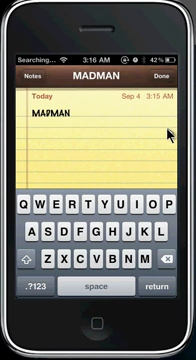 Searching... 3:16 AM 42%
Notes MADMAN Done
Today Sep 4 3:15 AM
MADMAN
Q W E R T Y U I O P
A S D F G H J K L
Z X C V B N M
.?123 space return